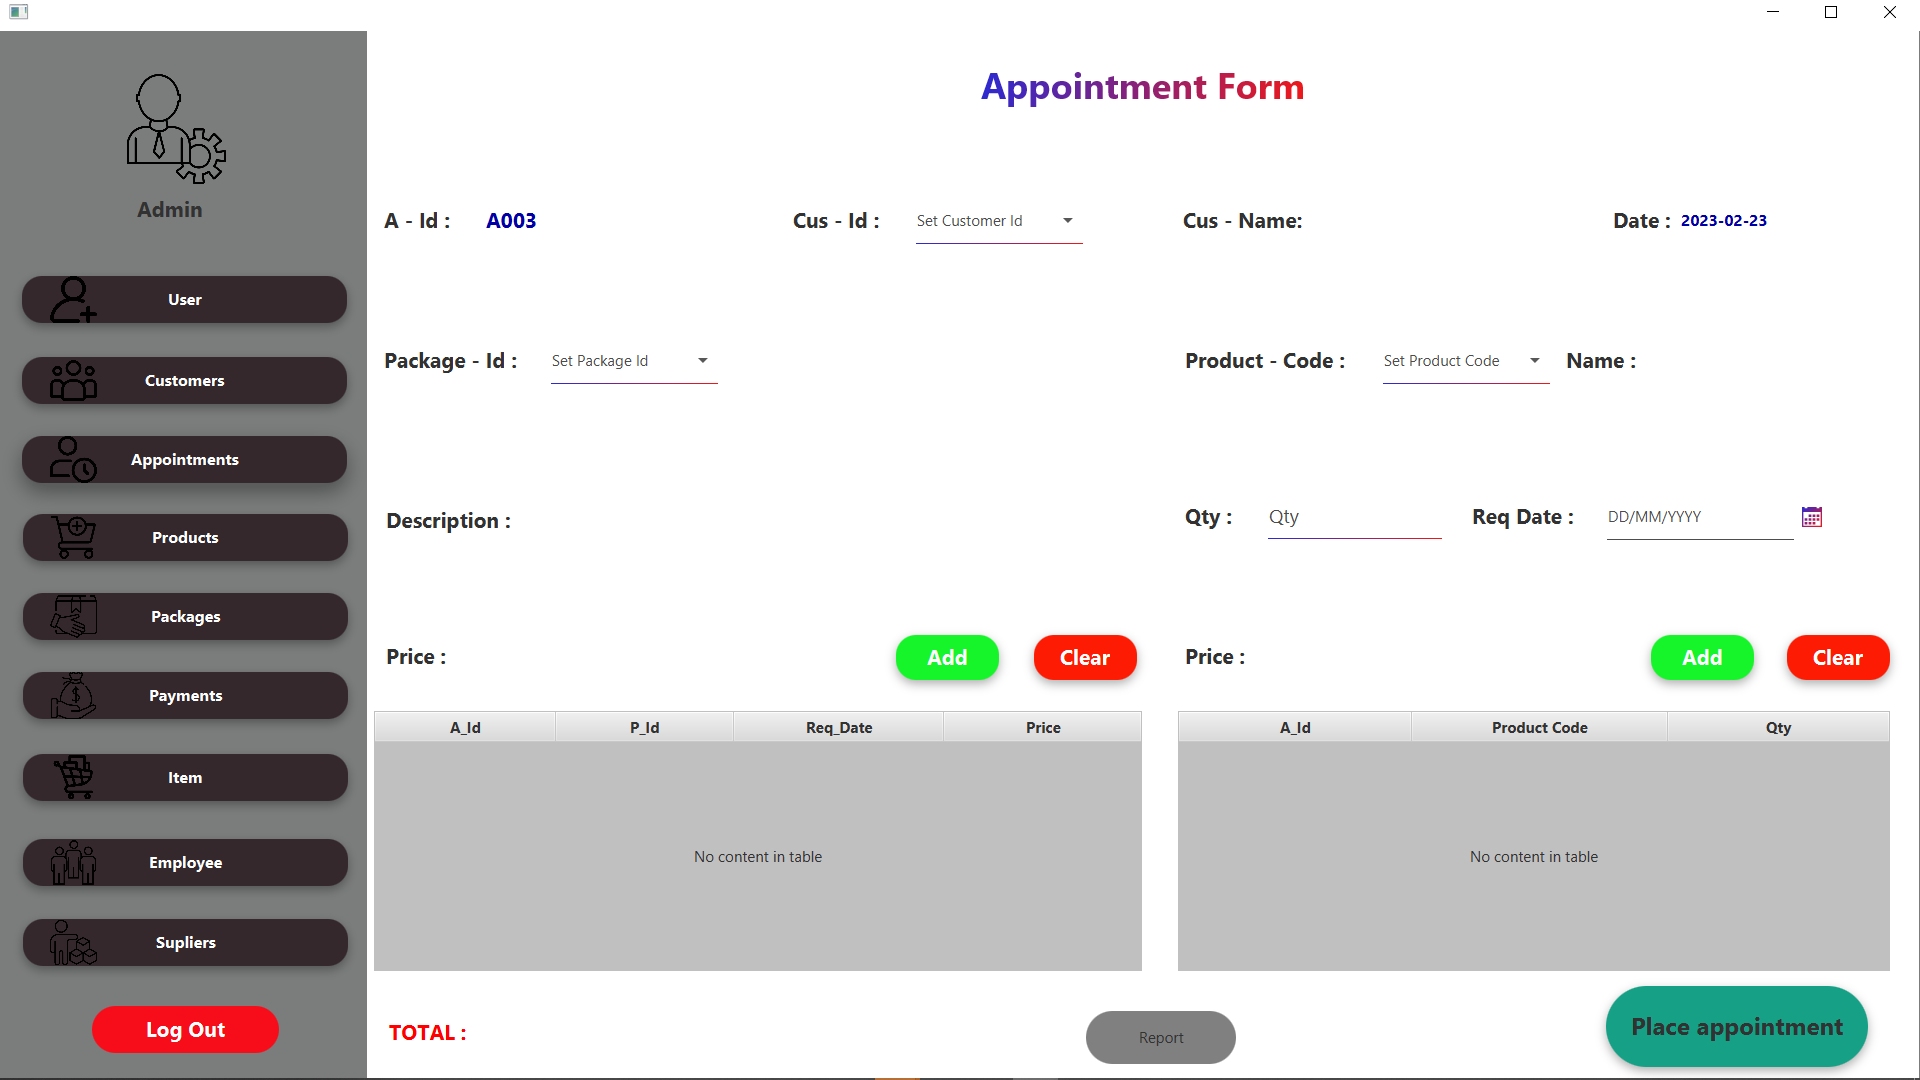 Appointment Form
Admin
A - Id : A003 Cus - Id : Set Customer Id Cus - Name: Date : 2023-02-23
User
Package - Id : Set Package Id Product - Code : Set Product Code Name :
Customers
Appointments
Description : Qty : Qty Req Date : DD/MM/YYYY
Products
Packages
Price : Add Clear Price : Add Clear
Payments
A_Id P_Id Req_Date Price A_Id Product Code Qty
Item
No content in table No content in table
Employee
Supliers
Log Out
TOTAL : Report Place appointment